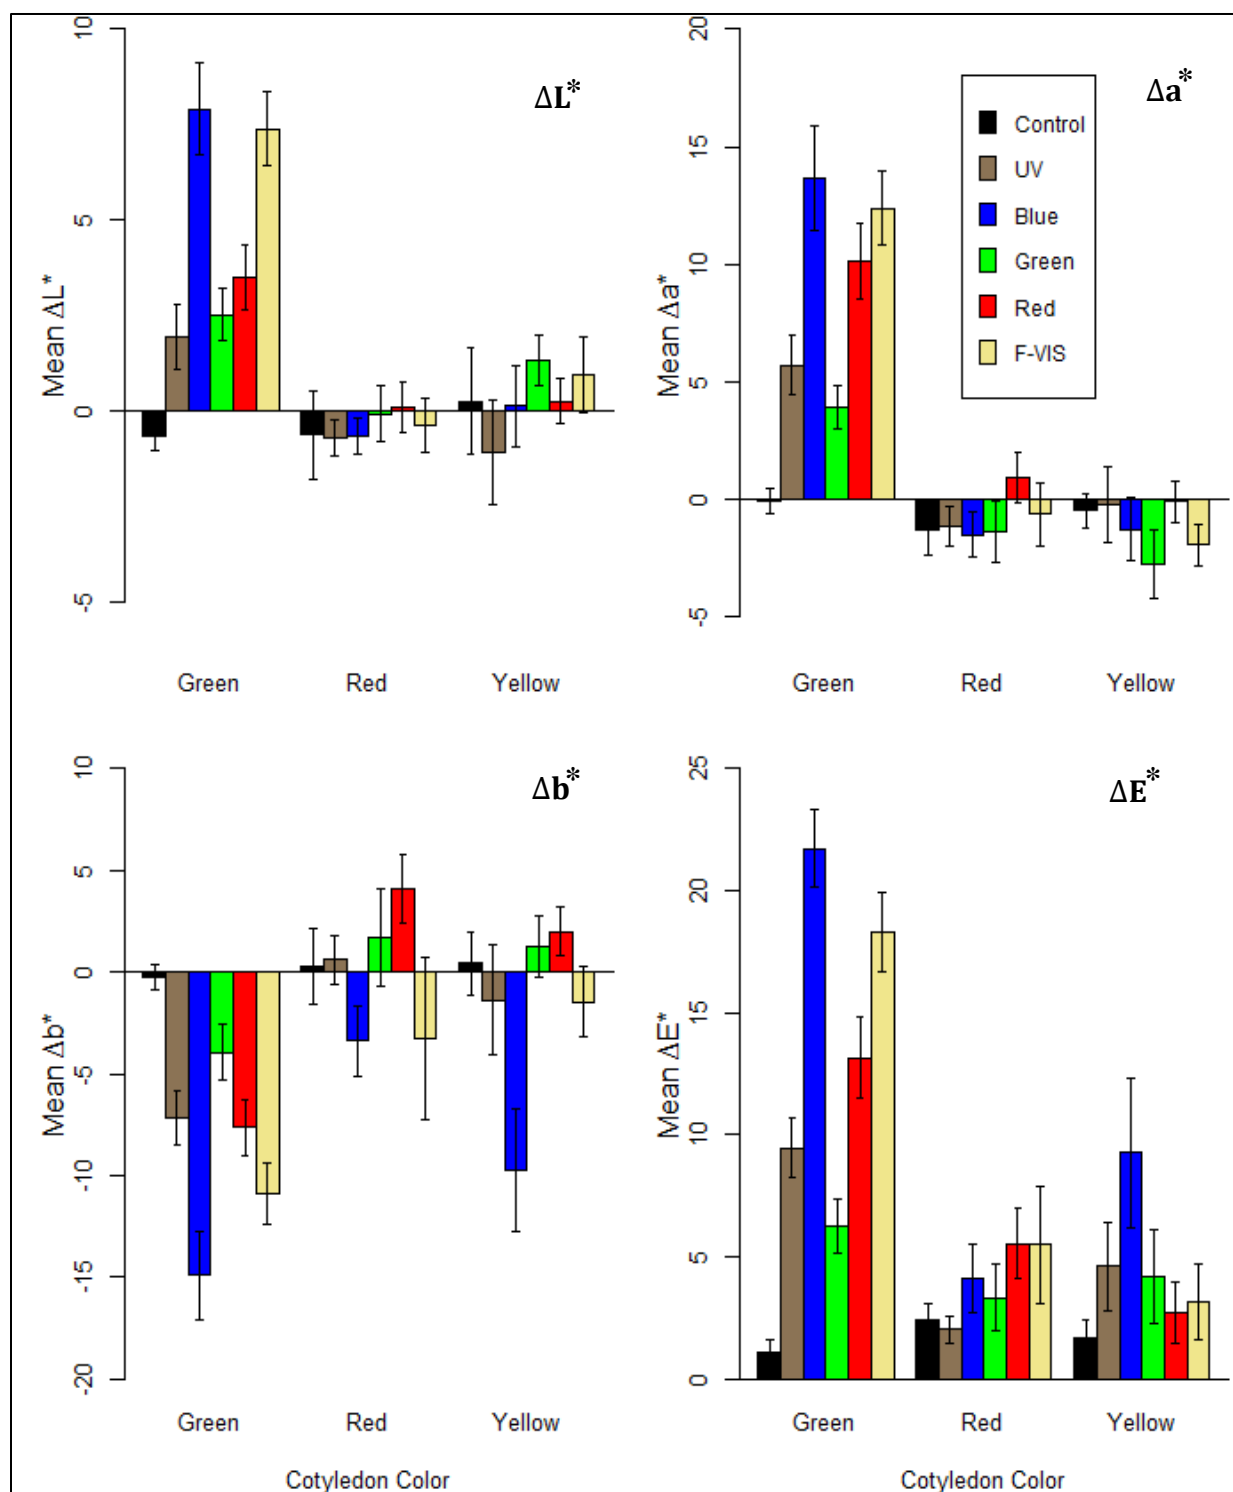 ΔL*
Mean ΔL*
10
5
0
-5
Green Red Yellow
Δa*
Mean Δa*
20
15
10
5
0
-5
Control
UV
Blue
Green
Red
F-VIS
Green Red Yellow
Δb*
Mean Δb*
10
5
0
-5
-10
-15
-20
Green Red Yellow
Cotyledon Color
ΔE*
Mean ΔE*
25
20
15
10
5
0
Green Red Yellow
Cotyledon Color